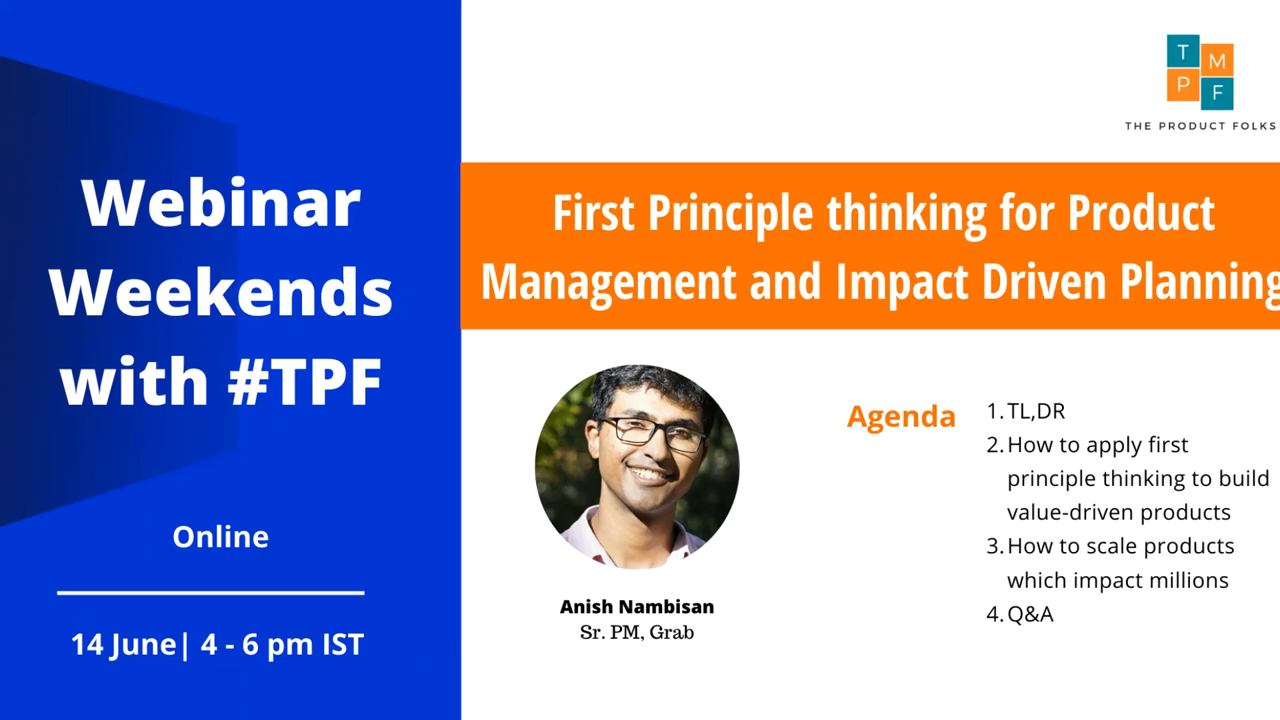 Webinar
Weekends
with #TPF
Online
14 June| 4 - 6 pm IST
T
M
P
F
THE PRODUCT FOLKS
First Principle thinking for Product
Management and Impact Driven Planning
Anish Nambisan
Sr. PM, Grab
Agenda
1. TL,DR
2. How to apply first
principle thinking to build
value-driven products
3. How to scale products
which impact millions
4. Q&A